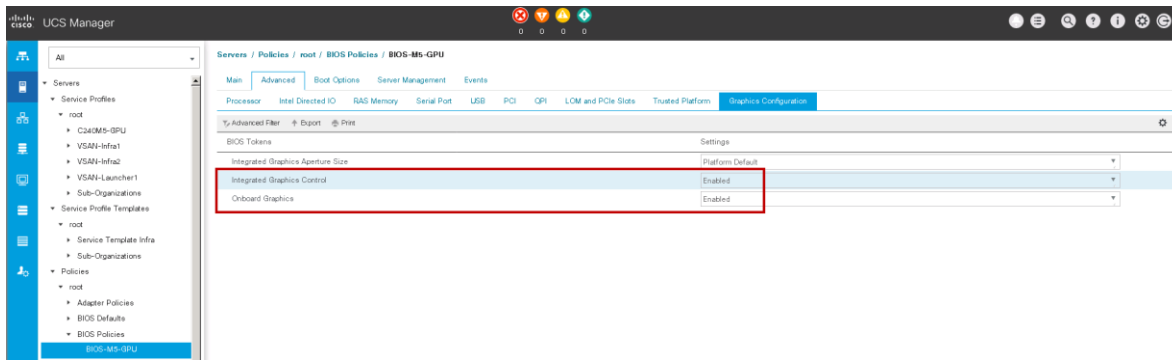 cisco UCS Manager
0 0 0 0
All
Servers
Service Profiles
root
C240M5-GPU
VSAN-Infra1
VSAN-Infra2
VSAN-Launcher1
Sub-Organizations
Service Profile Templates
root
Service Template Infra
Sub-Organizations
Policies
root
Adapter Policies
BIOS Defaults
BIOS Policies
BIOS-M5-GPU
Servers / Policies / root / BIOS Policies / BIOS-M5-GPU
Main Advanced Boot Options Server Management Events
Processor Intel Directed IO RAS Memory Serial Port USB PCI QPI LOM and PCIe Slots Trusted Platform Graphics Configuration
Advanced Filter Export Print
BIOS Tokens Settings
Integrated Graphics Aperture Size Platform Default
Integrated Graphics Control Enabled
Onboard Graphics Enabled